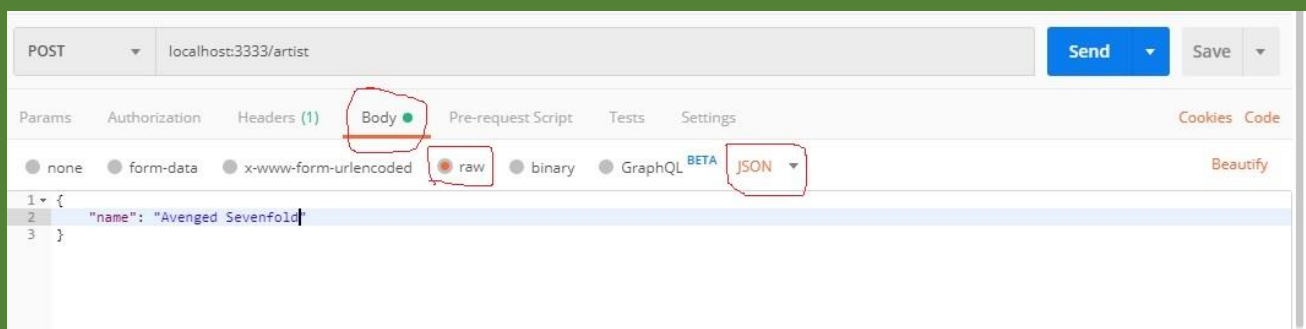 POST localhost:3333/artist Send Save
Params Authorization Headers (1) Body Pre-request Script Tests Settings Cookies Code
none form-data x-www-form-urlencoded raw binary GraphQL BETA JSON Beautify
1 {
2 "name": "Avenged Sevenfold"
3 }